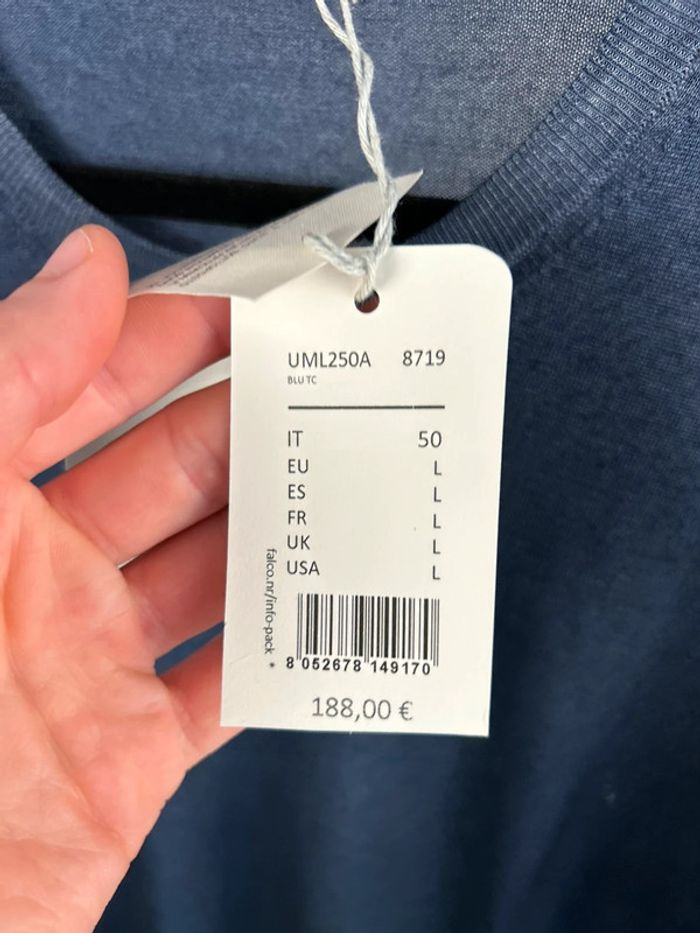 UML250A 8719
BLU TC
IT 50
EU L
ES L
FR L
UK L
USA L
falco.nr/info-pack *
8 052678 149170
188,00 €